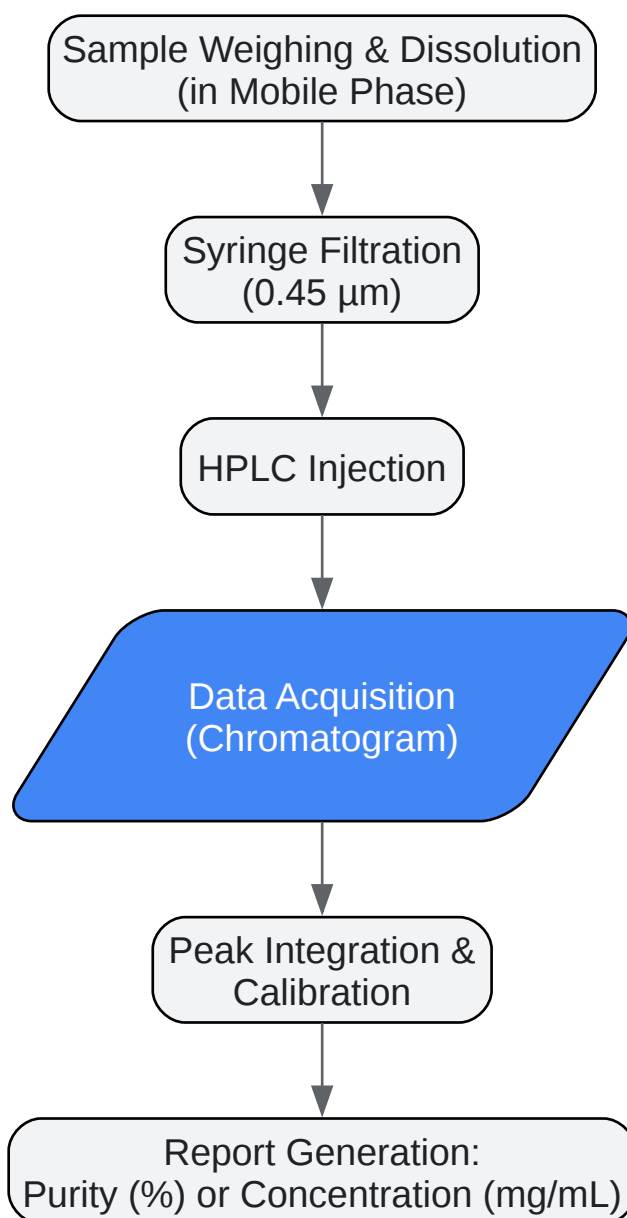 Sample Weighing & Dissolution
(in Mobile Phase)
Syringe Filtration
(0.45 µm)
HPLC Injection
Data Acquisition
(Chromatogram)
Peak Integration &
Calibration
Report Generation:
Purity (%) or Concentration (mg/mL)